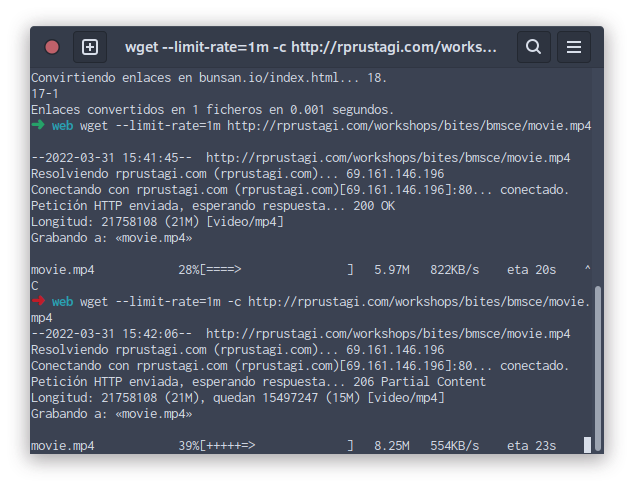 wget --limit-rate=1m -c http://rprustagi.com/works...
Convirtiendo enlaces en bunsan.io/index.html... 18.
17-1
Enlaces convertidos en 1 ficheros en 0.001 segundos.
➜ web wget --limit-rate=1m http://rprustagi.com/workshops/bites/bmsce/movie.mp4
--2022-03-31 15:41:45--  http://rprustagi.com/workshops/bites/bmsce/movie.mp4
Resolviendo rprustagi.com (rprustagi.com)... 69.161.146.196
Conectando con rprustagi.com (rprustagi.com)[69.161.146.196]:80... conectado.
Petición HTTP enviada, esperando respuesta... 200 OK
Longitud: 21758108 (21M) [video/mp4]
Grabando a: «movie.mp4»
movie.mp4 28%[====> ] 5.97M 822KB/s eta 20s ^
C
➜ web wget --limit-rate=1m -c http://rprustagi.com/workshops/bites/bmsce/movie.
mp4
--2022-03-31 15:42:06--  http://rprustagi.com/workshops/bites/bmsce/movie.mp4
Resolviendo rprustagi.com (rprustagi.com)... 69.161.146.196
Conectando con rprustagi.com (rprustagi.com)[69.161.146.196]:80... conectado.
Petición HTTP enviada, esperando respuesta... 206 Partial Content
Longitud: 21758108 (21M), quedan 15497247 (15M) [video/mp4]
Grabando a: «movie.mp4»
movie.mp4 39%[+++++=> ] 8.25M 554KB/s eta 23s